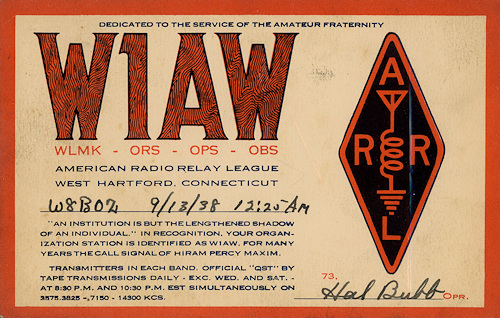 DEDICATED TO THE SERVICE OF THE AMATEUR FRATERNITY
W1AW
WLMK - ORS - OPS - OBS
AMERICAN RADIO RELAY LEAGUE
WEST HARTFORD, CONNECTICUT
W8BOZ 9/13/38 12:25 AM
"AN INSTITUTION IS BUT THE LENGTHENED SHADOW
OF AN INDIVIDUAL." IN RECOGNITION, YOUR ORGAN-
IZATION STATION IS IDENTIFIED AS W1AW, FOR MANY
YEARS THE CALL SIGNAL OF HIRAM PERCY MAXIM.
TRANSMITTERS IN EACH BAND. OFFICIAL "QST" BY
TAPE TRANSMISSIONS DAILY - EXC. WED. AND SAT. -
AT 8:30 P.M. AND 10:30 P.M. EST SIMULTANEOUSLY ON
3575.3825 -, 7150 - 14300 KCS.
A
R R
L
73,
Hal Bubb OPR.